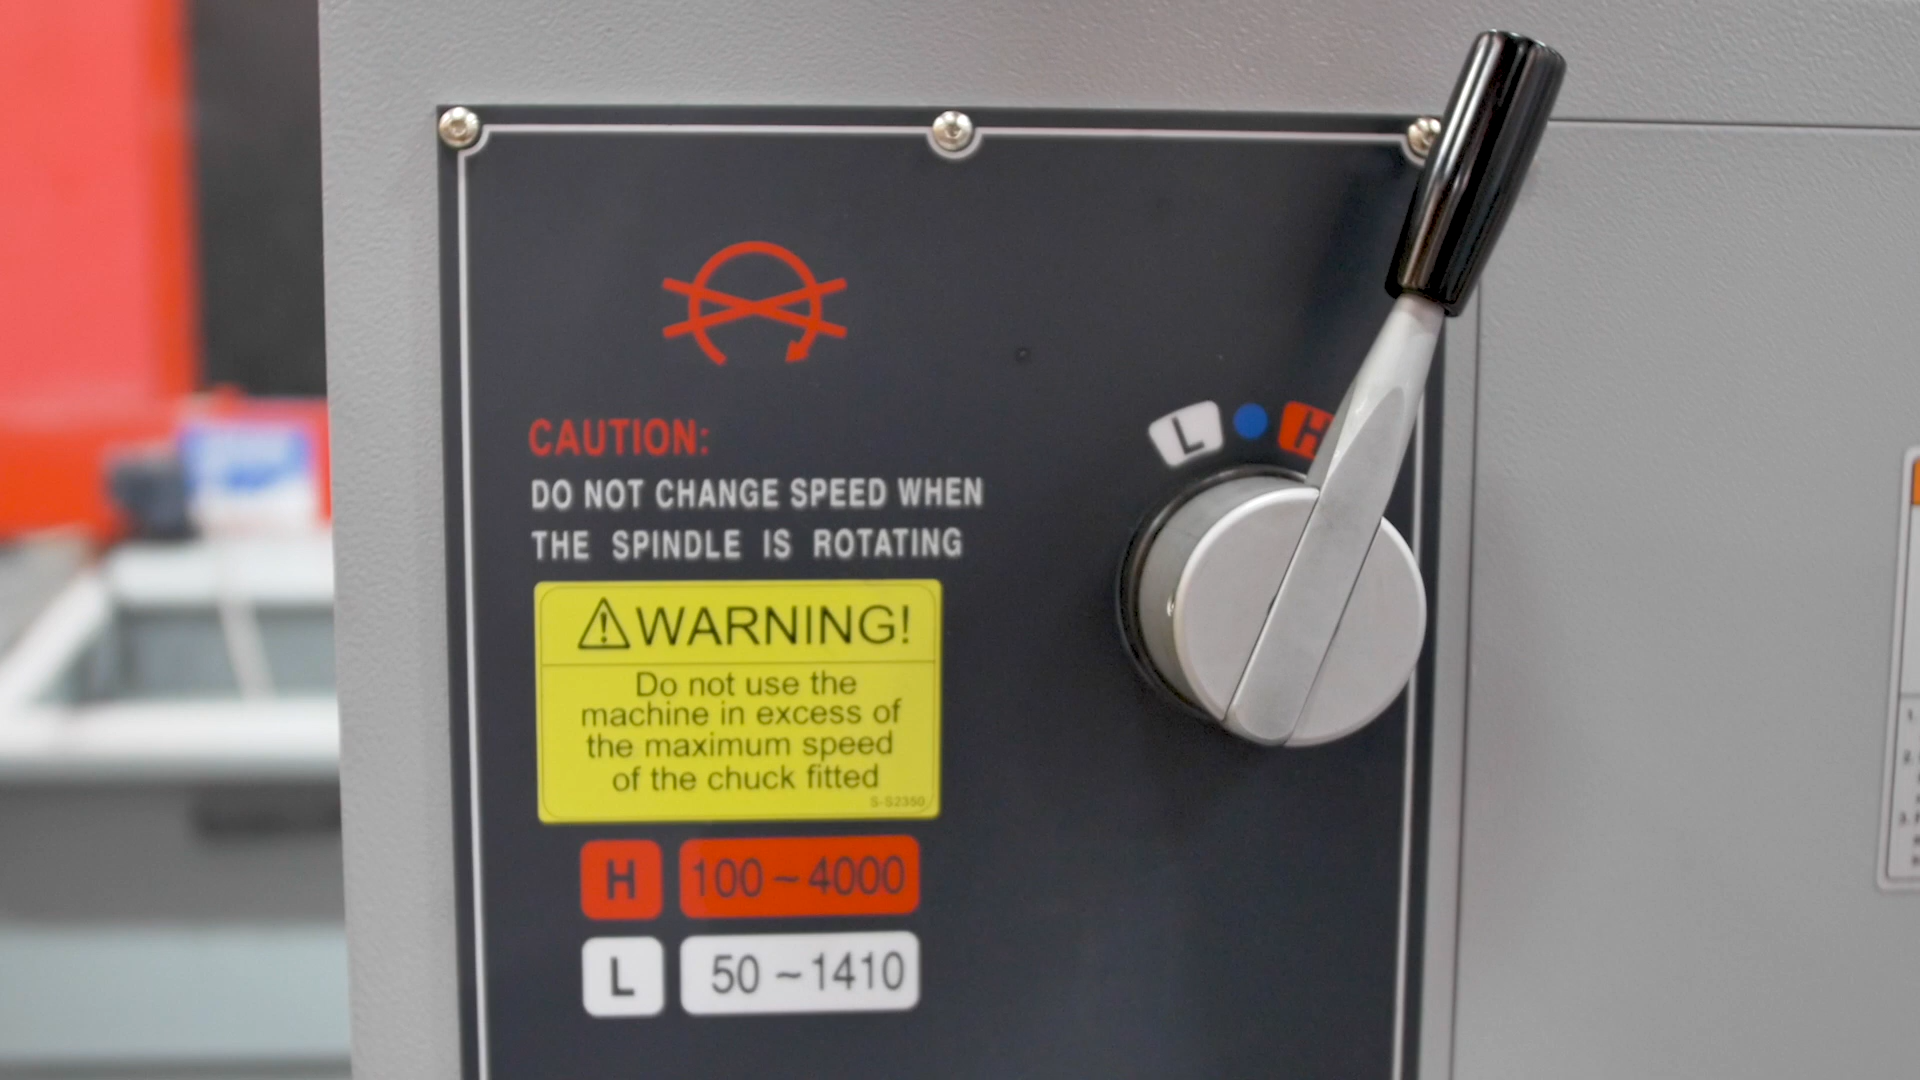 L H
CAUTION:
DO NOT CHANGE SPEED WHEN
THE SPINDLE IS ROTATING
WARNING!
Do not use the
machine in excess of
the maximum speed
of the chuck fitted
S-S2350
H 100~4000
L 50~1410